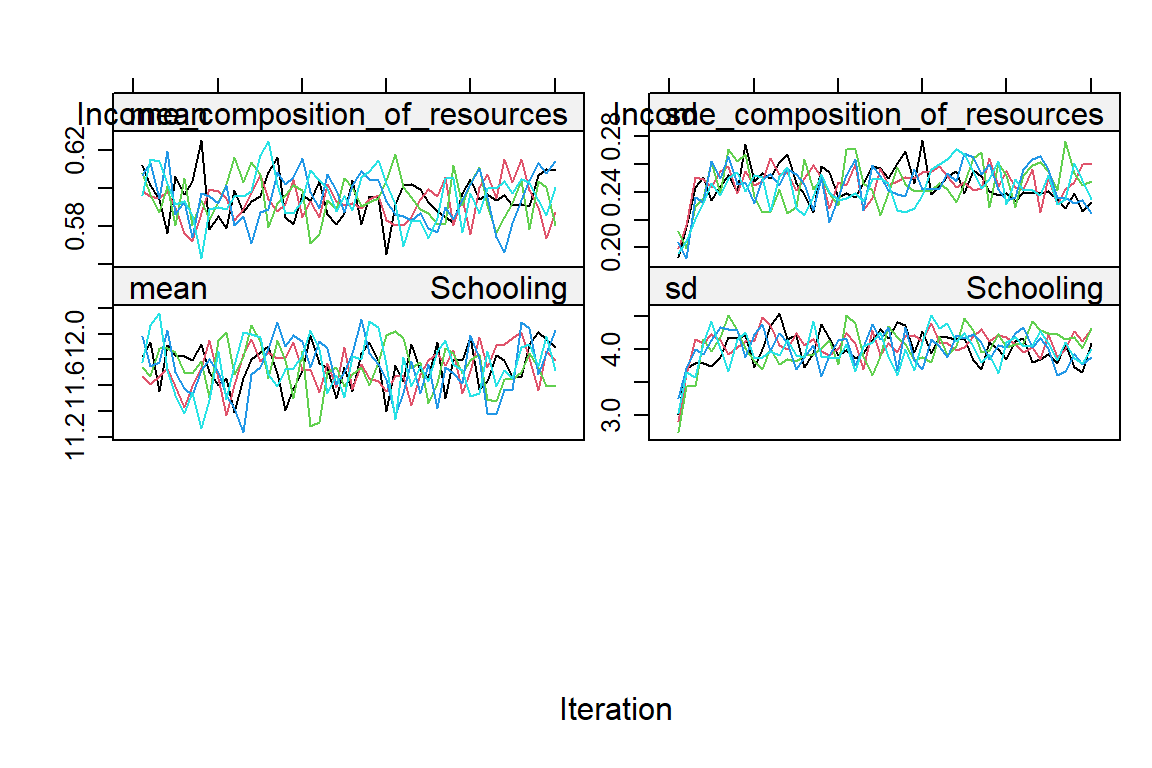 mean Income_composition_of_resources
sd Income_composition_of_resources
0.62
0.58
0.28
0.24
0.20
mean Schooling
sd Schooling
12.0
11.6
11.2
4.0
3.0
Iteration